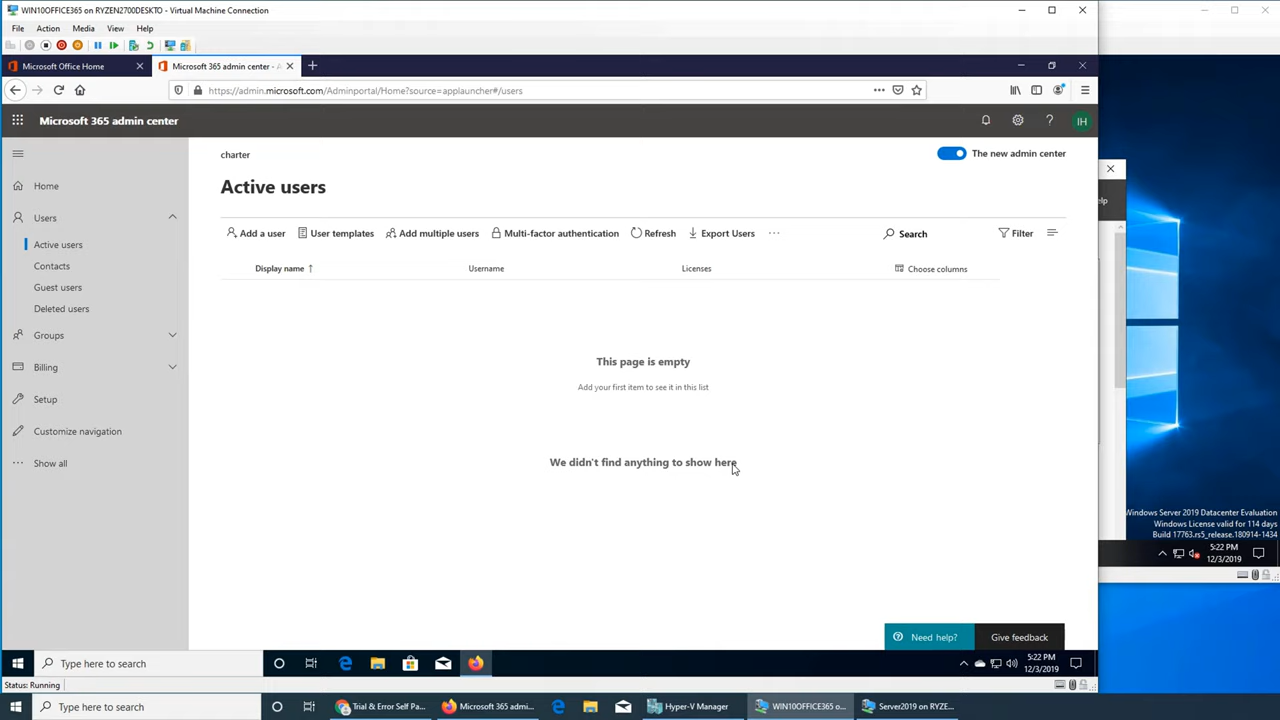 WIN10OFFICE365 on RYZEN2700DESKTO - Virtual Machine Connection
File Action Media View Help
Microsoft Office Home
Microsoft 365 admin center -
https://admin.microsoft.com/Adminportal/Home?source=applauncher#/users
Microsoft 365 admin center
IH
charter
The new admin center
Home
Active users
Users
Add a user User templates Add multiple users Multi-factor authentication Refresh Export Users ... Search Filter
Active users
Contacts
Guest users
Deleted users
Display name ↑ Username Licenses Choose columns
Groups
Billing
Setup
Customize navigation
Show all
This page is empty
Add your first item to see it in this list
We didn't find anything to show here
Need help? Give feedback
Type here to search
5:22 PM
12/3/2019
Status: Running
elp
Windows Server 2019 Datacenter Evaluation
Windows License valid for 114 days
Build 17763.rs5_release.180914-1434
5:22 PM
12/3/2019
Type here to search
Trial & Error Self Pa...
Microsoft 365 admi...
Hyper-V Manager
WIN10OFFICE365 o...
Server2019 on RYZE...